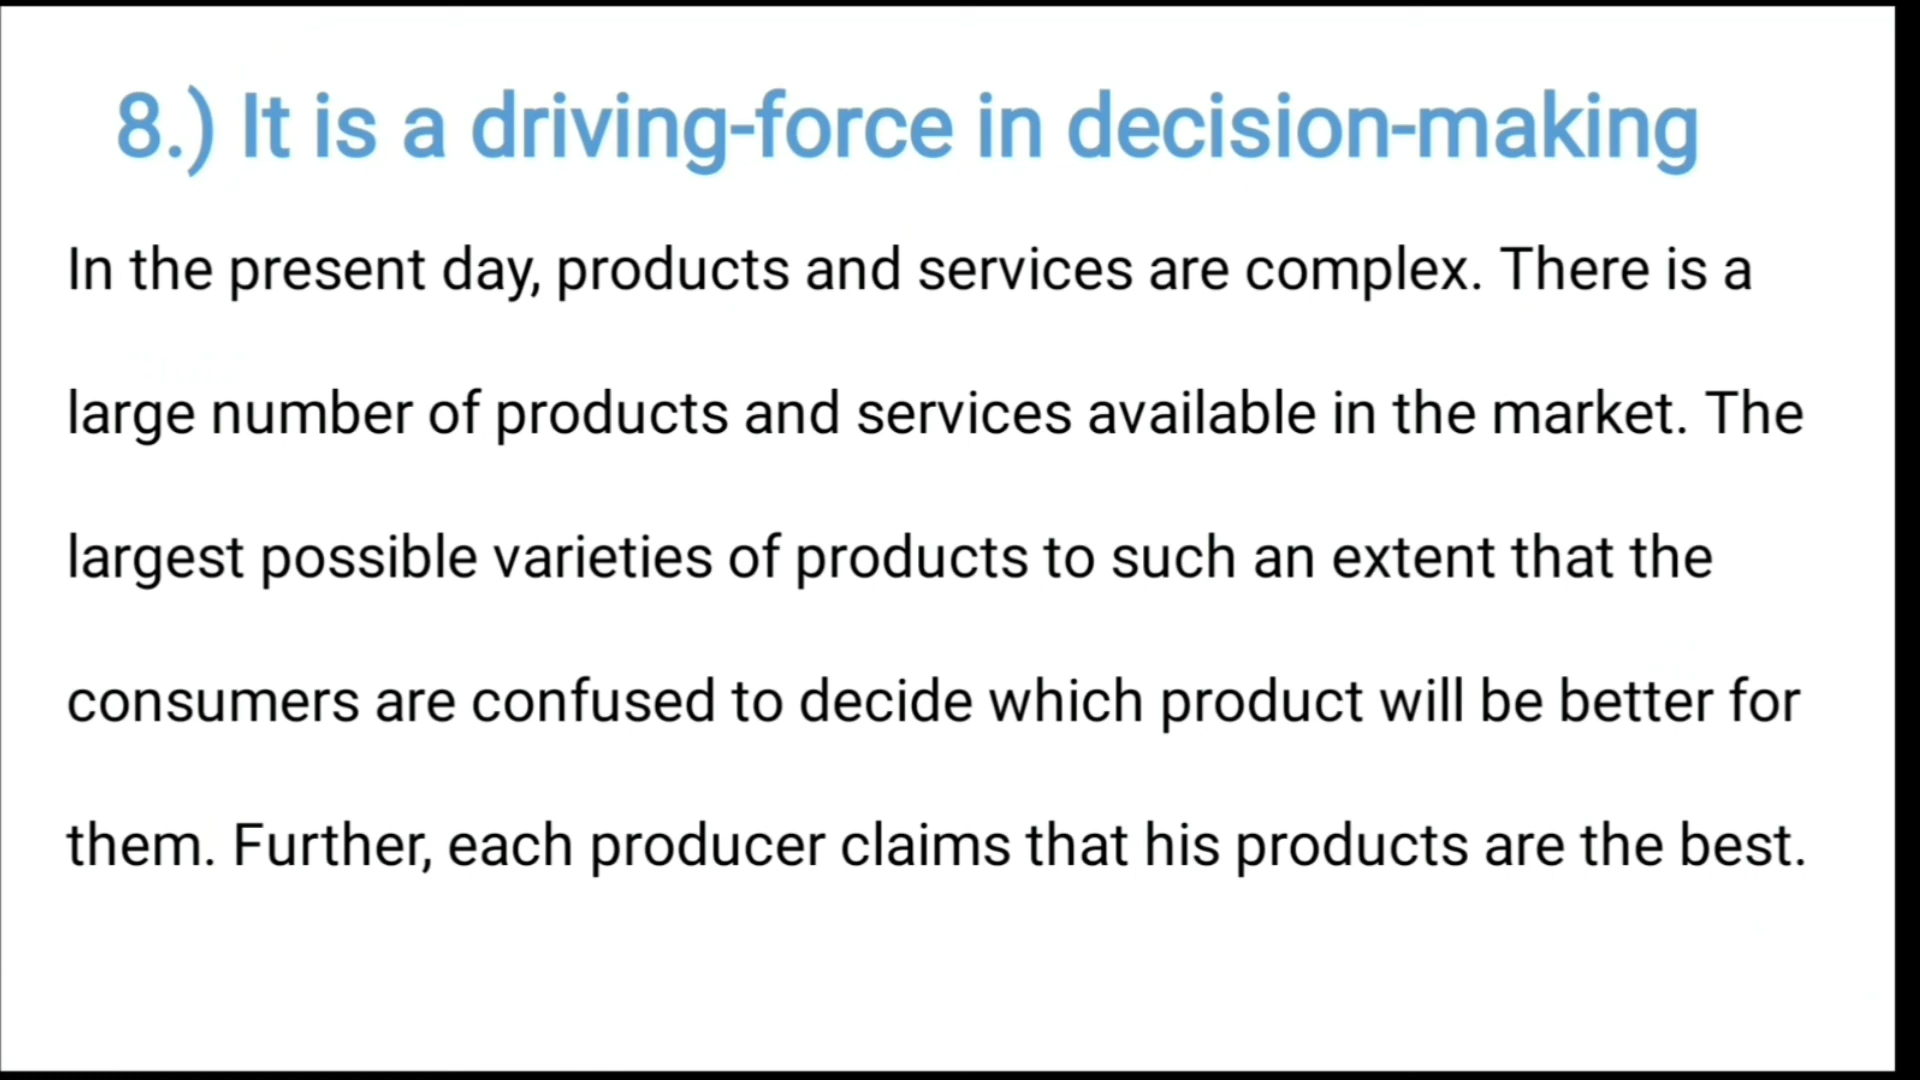 8.) It is a driving-force in decision-making
In the present day, products and services are complex. There is a
large number of products and services available in the market. The
largest possible varieties of products to such an extent that the
consumers are confused to decide which product will be better for
them. Further, each producer claims that his products are the best.